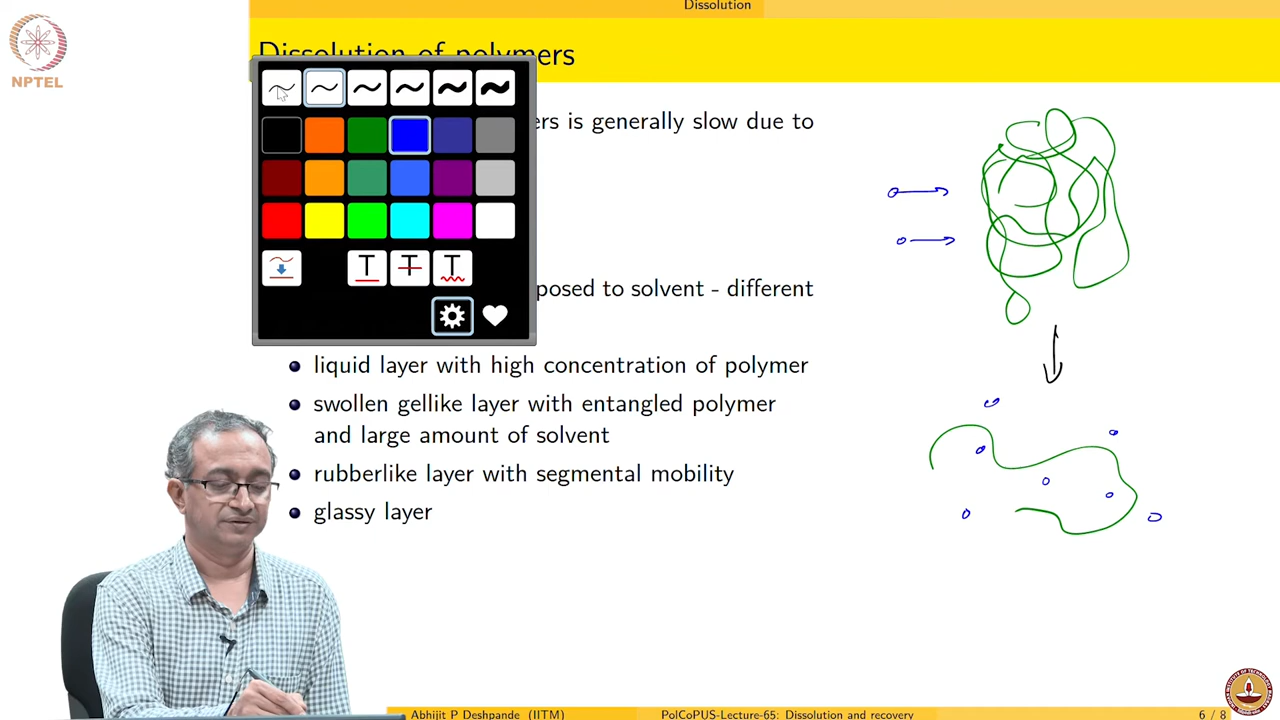 Dissolution
NPTEL
Dissolution of polymers
is generally slow due to
to solvent - different
liquid layer with high concentration of polymer
swollen gellike layer with entangled polymer
and large amount of solvent
rubberlike layer with segmental mobility
glassy layer
T T T
Abhijit P Deshpande (IITM)
PolCoPUS-Lecture-65: Dissolution and recovery
6 / 8